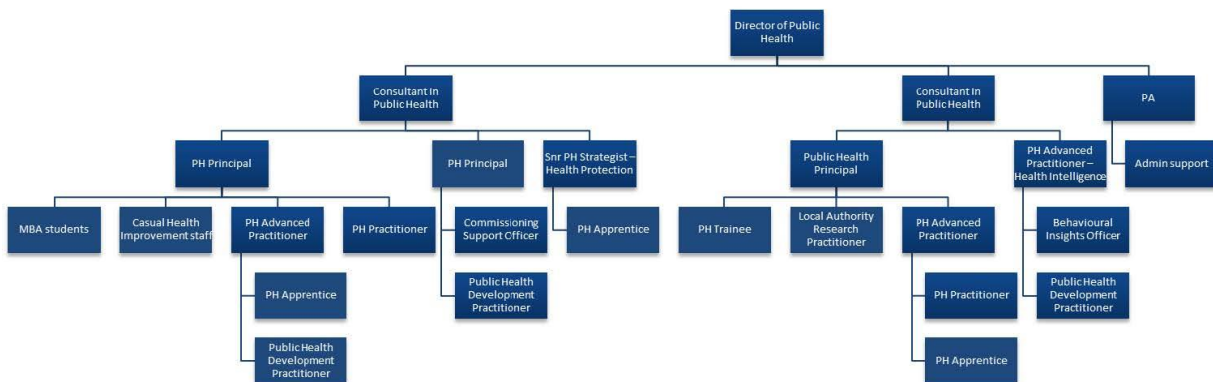 Director of Public
Health
Consultant In
Public Health
Consultant In
Public Health
PA
PH Principal
PH Principal
Snr PH Strategist –
Health Protection
Public Health
Principal
PH Advanced
Practitioner –
Health Intelligence
Admin support
MBA students
Casual Health
Improvement staff
PH Advanced
Practitioner
PH Practitioner
Commissioning
Support Officer
PH Apprentice
PH Trainee
Local Authority
Research
Practitioner
PH Advanced
Practitioner
Behavioural
Insights Officer
PH Apprentice
Public Health
Development
Practitioner
PH Practitioner
Public Health
Development
Practitioner
Public Health
Development
Practitioner
PH Apprentice